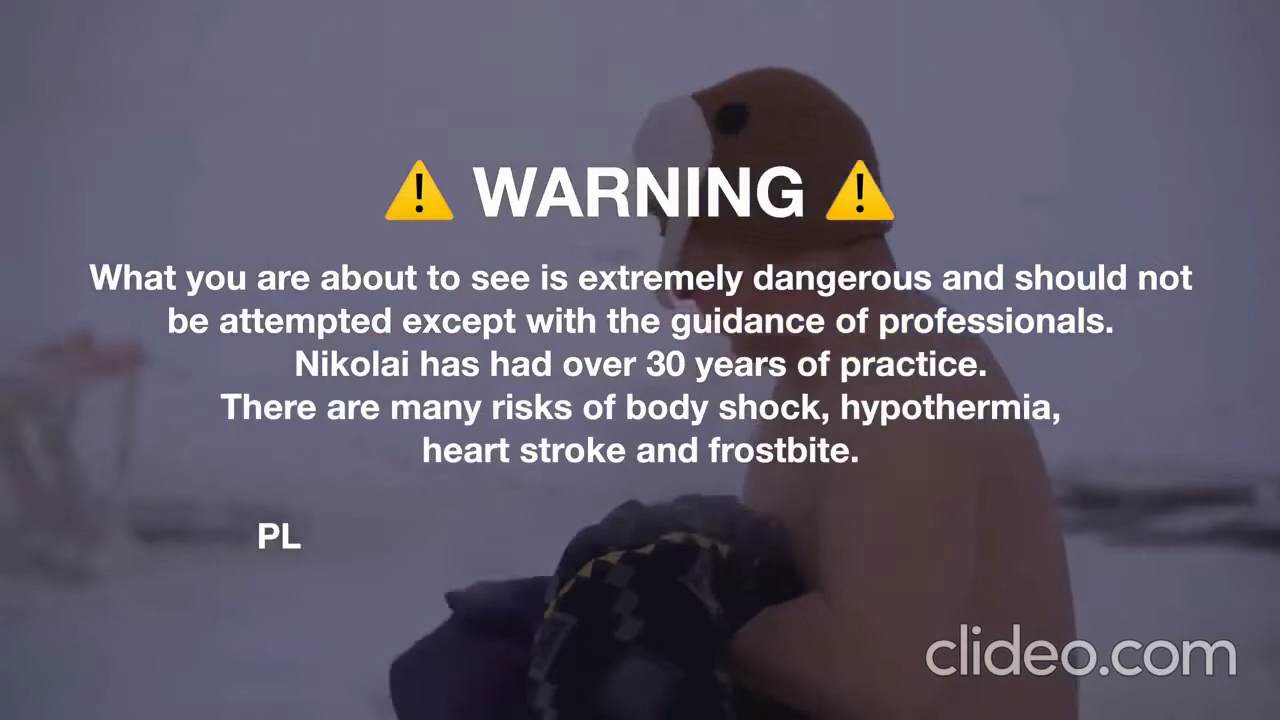 ⚠️ WARNING ⚠️
What you are about to see is extremely dangerous and should not
be attempted except with the guidance of professionals.
Nikolai has had over 30 years of practice.
There are many risks of body shock, hypothermia,
heart stroke and frostbite.
PL
clideo.com